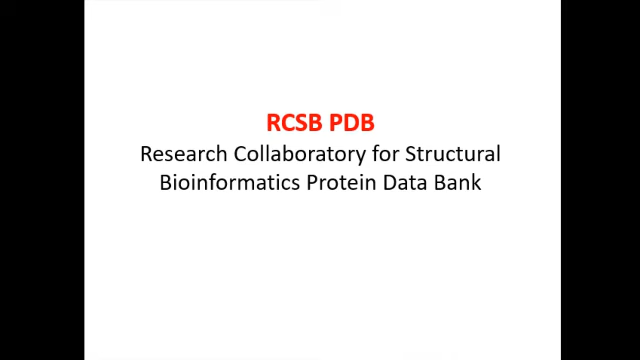 RCSB PDB
Research Collaboratory for Structural
Bioinformatics Protein Data Bank